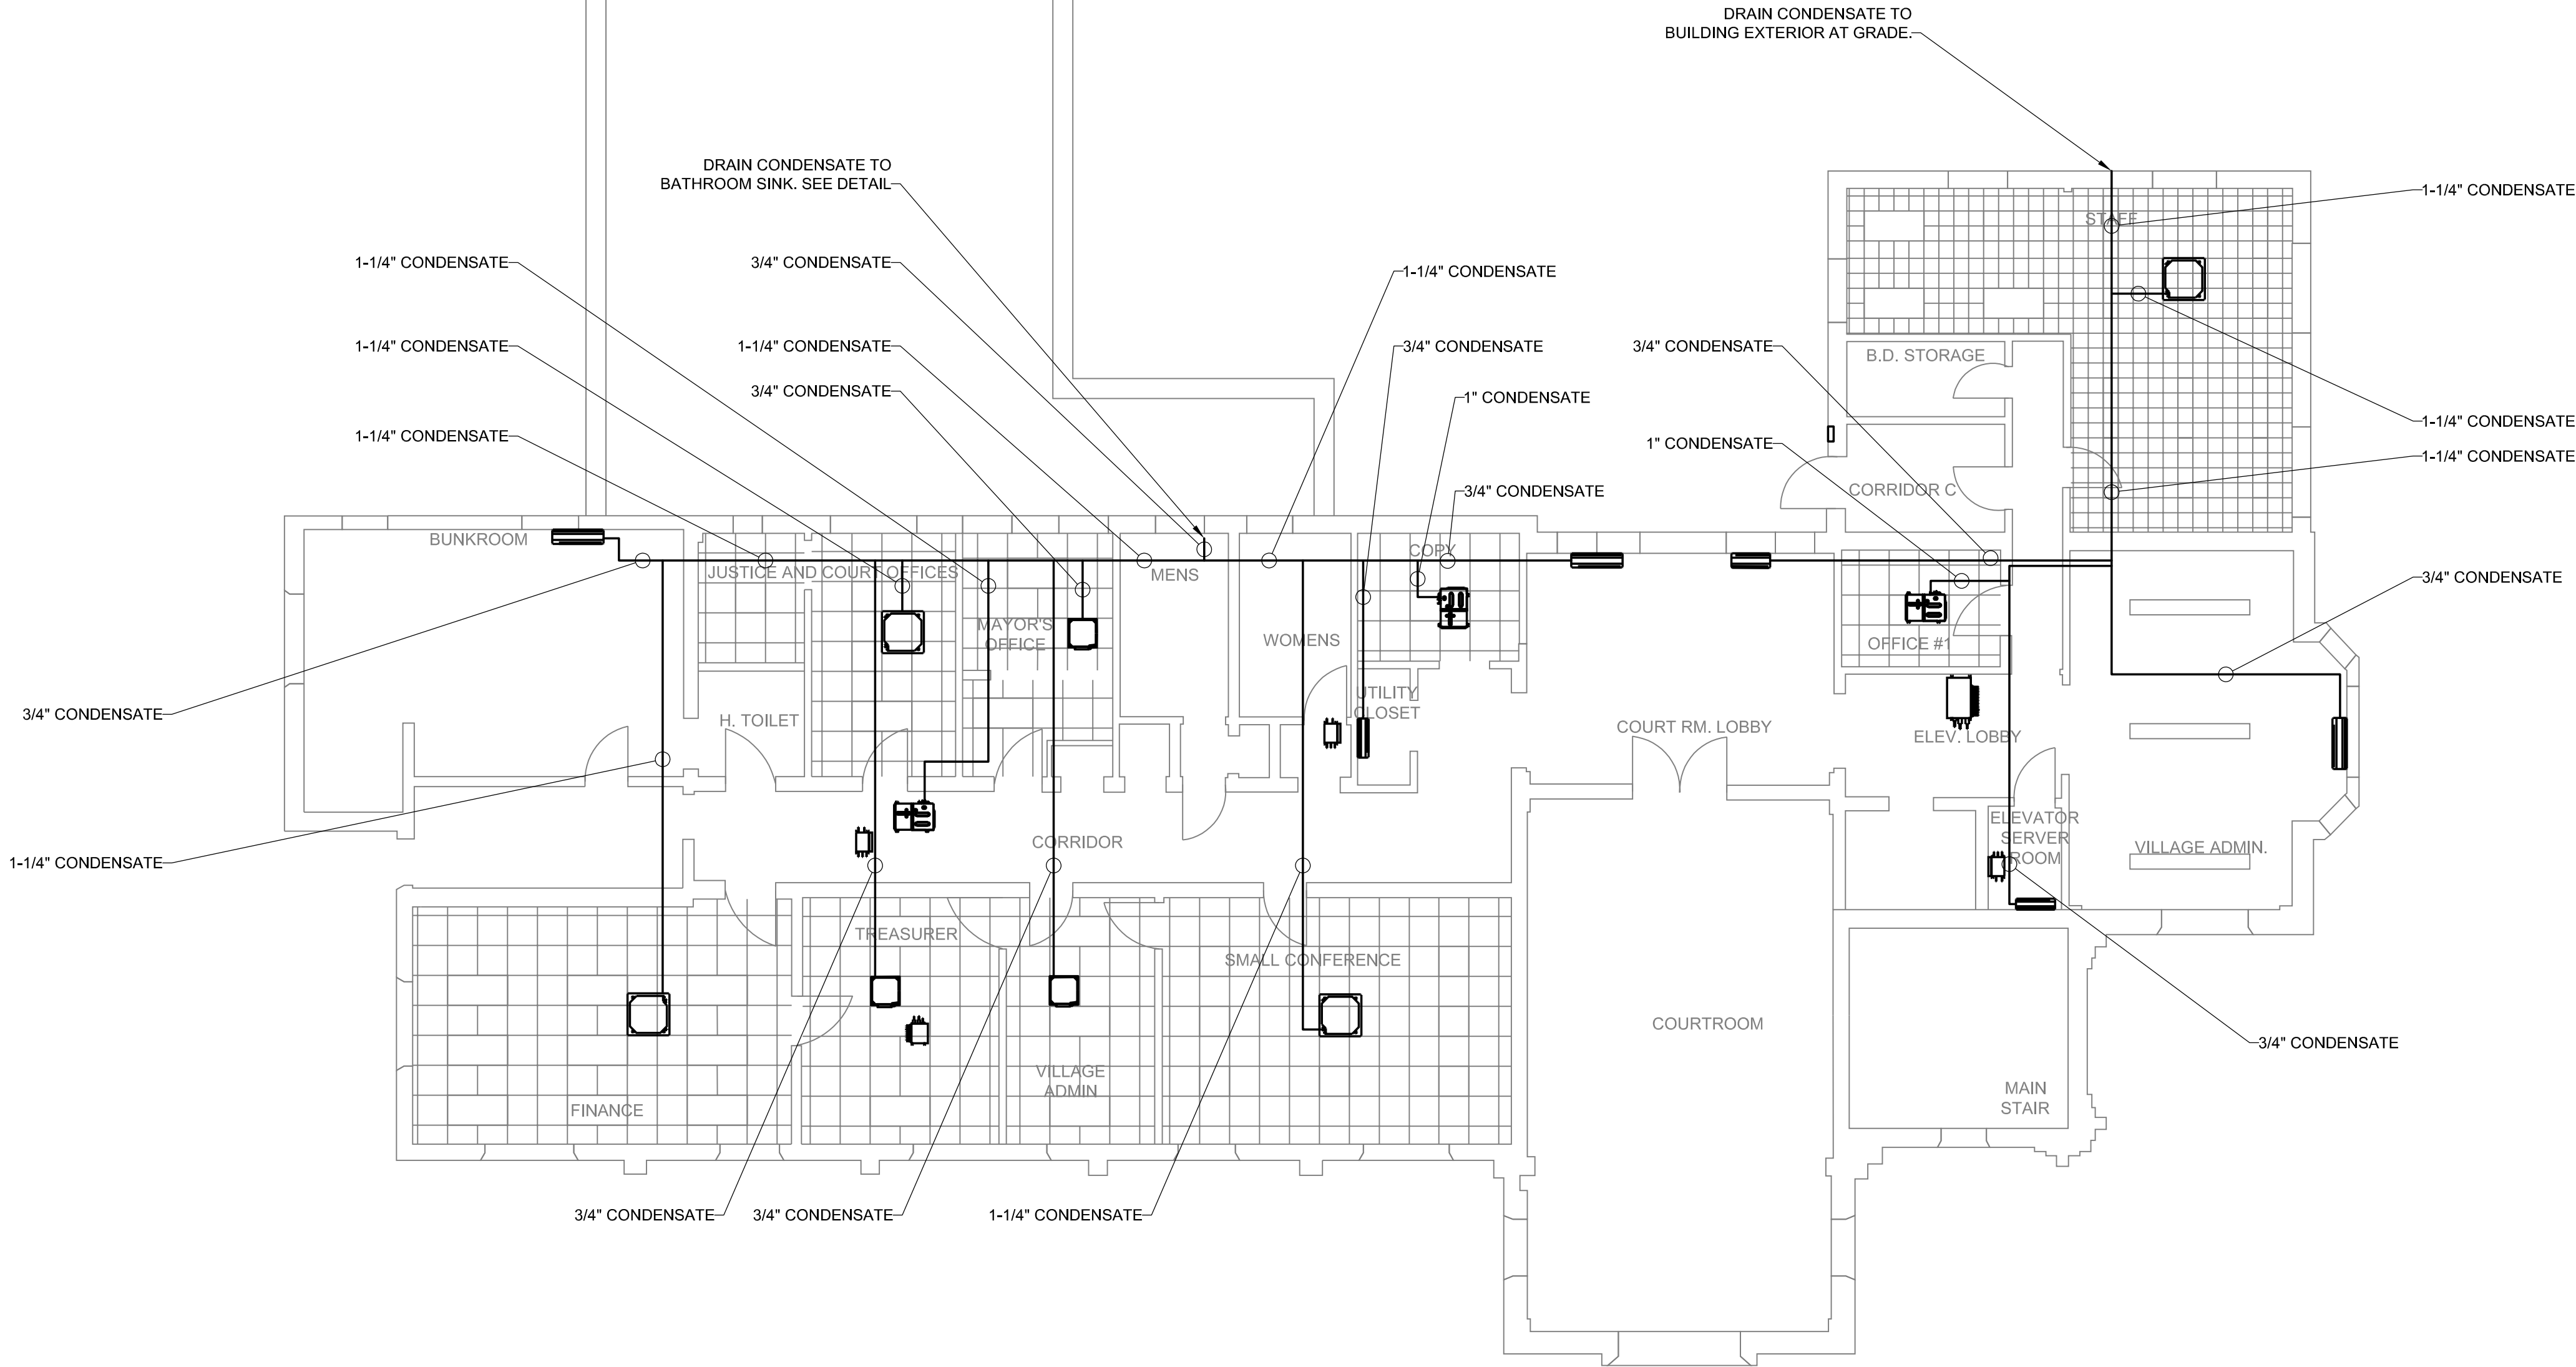 DRAIN CONDENSATE TO
BUILDING EXTERIOR AT GRADE.
DRAIN CONDENSATE TO
BATHROOM SINK. SEE DETAIL
1-1/4" CONDENSATE
STAFF
1-1/4" CONDENSATE
3/4" CONDENSATE
1-1/4" CONDENSATE
1-1/4" CONDENSATE
1-1/4" CONDENSATE
3/4" CONDENSATE
3/4" CONDENSATE
B.D. STORAGE
3/4" CONDENSATE
1" CONDENSATE
1-1/4" CONDENSATE
1-1/4" CONDENSATE
1" CONDENSATE
1-1/4" CONDENSATE
3/4" CONDENSATE
CORRIDOR C
BUNKROOM
COPY
JUSTICE AND COURT OFFICES
MENS
3/4" CONDENSATE
MAYOR'S
OFFICE
WOMENS
OFFICE #1
UTILITY
CLOSET
3/4" CONDENSATE
H. TOILET
COURT RM. LOBBY
ELEV. LOBBY
ELEVATOR
SERVER
ROOM
CORRIDOR
VILLAGE ADMIN.
1-1/4" CONDENSATE
TREASURER
SMALL CONFERENCE
COURTROOM
3/4" CONDENSATE
VILLAGE
ADMIN
MAIN
STAIR
FINANCE
3/4" CONDENSATE
3/4" CONDENSATE
1-1/4" CONDENSATE